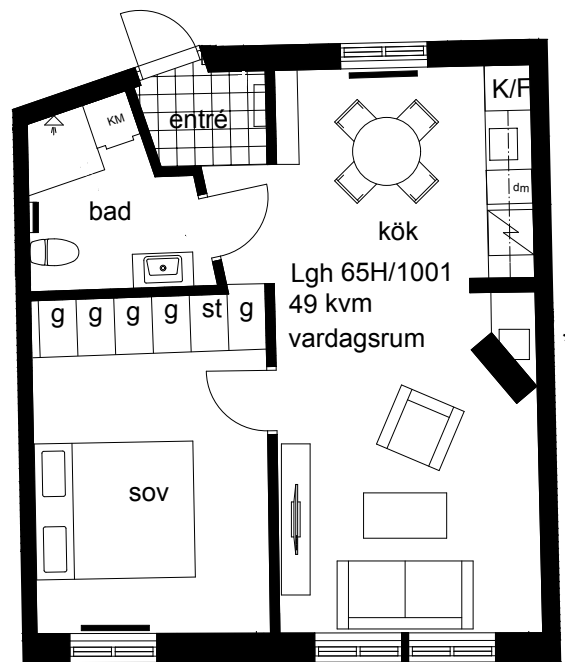 K/F
entré
KM
dm
bad
kök
Lgh 65H/1001
49 kvm
vardagsrum
g g g g st g
sov